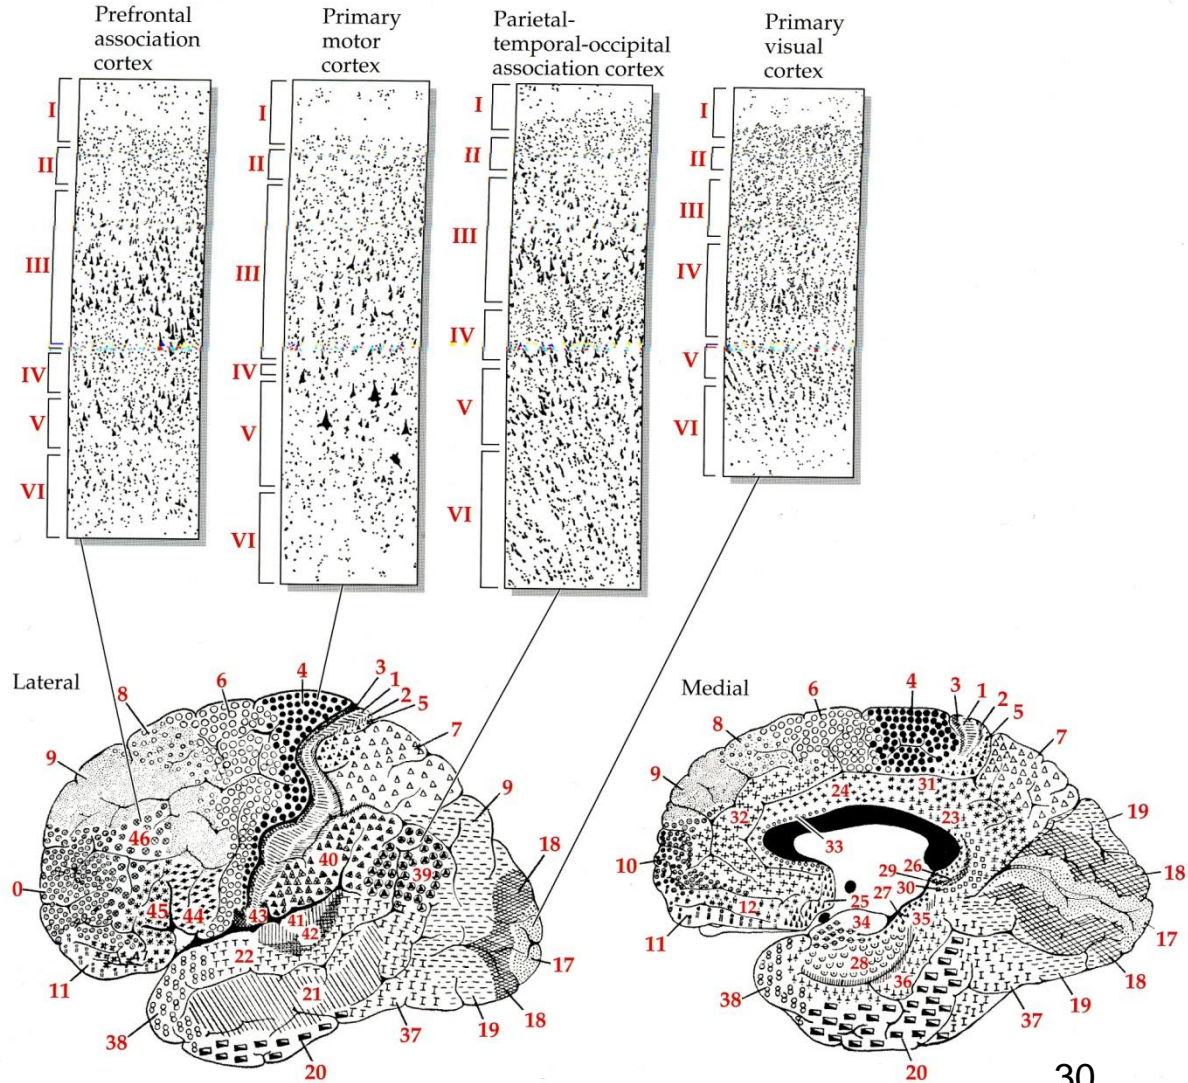 Prefrontal
association
cortex
Primary
motor
cortex
Parietal-
temporal-occipital
association cortex
Primary
visual
cortex
I
II
III
IV
V
VI
I
II
III
IV
V
VI
I
II
III
IV
V
VI
I
II
III
IV
V
VI
Lateral
0
9
8
6
4
3
1
2
5
7
9
18
17
18
19
37
20
38
11
46
45
44
43
41
42
40
39
22
21
Medial
10
9
8
6
4
3
1
2
5
7
19
18
17
18
19
37
20
38
11
12
32
24
31
23
33
26
29
30
27
25
34
35
28
36
30